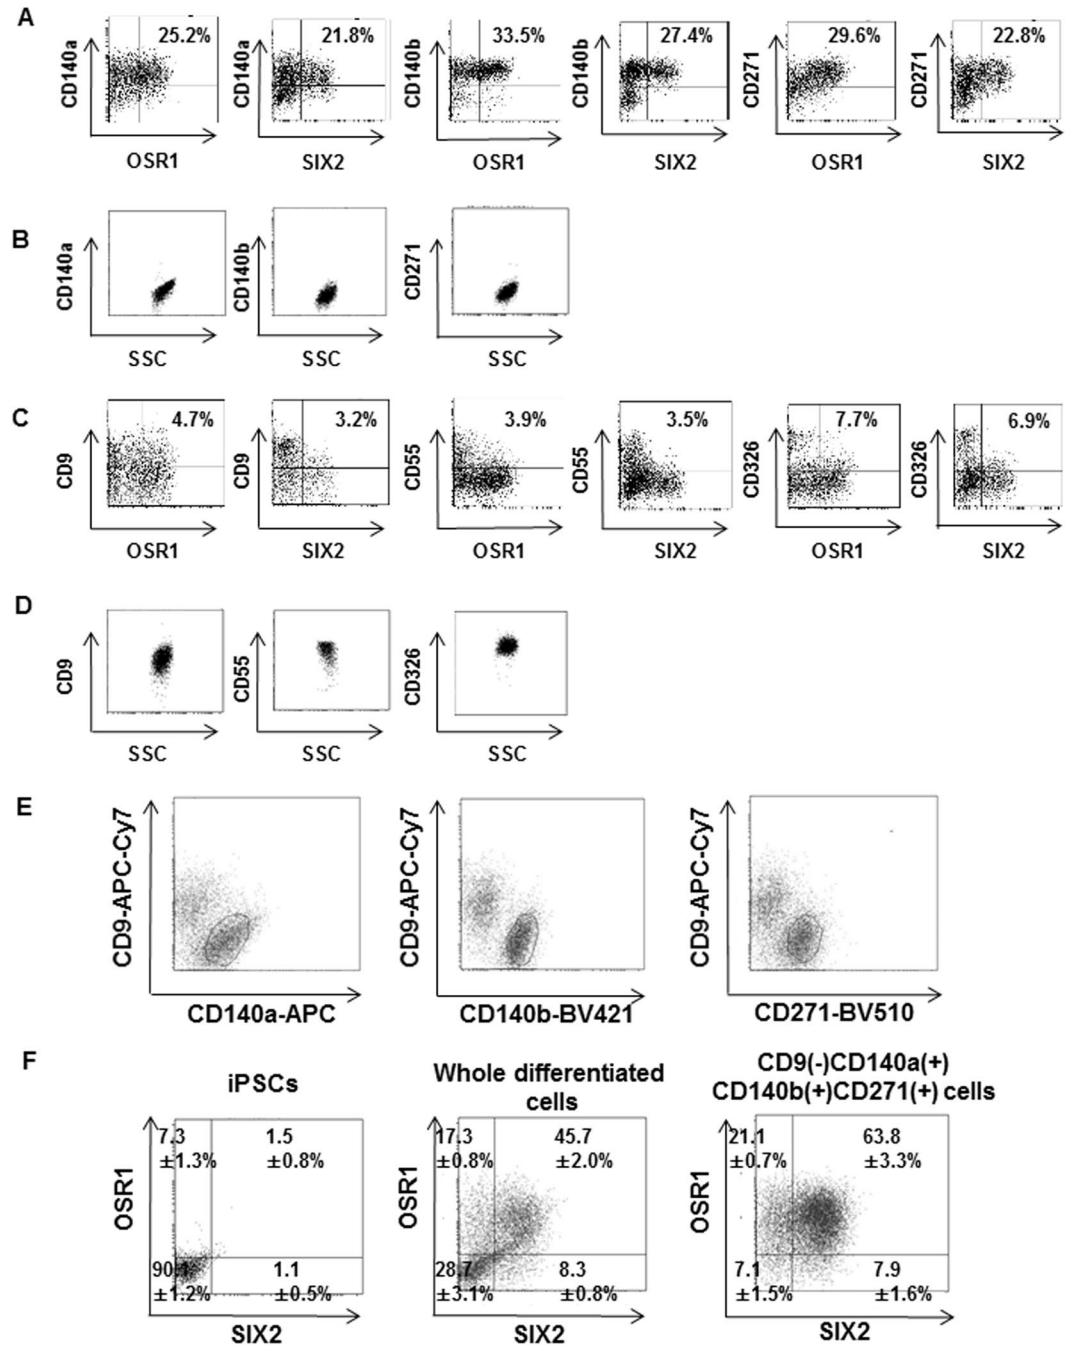 A
25.2%
21.8%
33.5%
27.4%
29.6%
22.8%
CD140a
CD140a
CD140b
CD140b
CD271
CD271
OSR1
SIX2
OSR1
SIX2
OSR1
SIX2
B
CD140a
CD140b
CD271
SSC
SSC
SSC
C
4.7%
3.2%
3.9%
3.5%
7.7%
6.9%
CD9
CD9
CD55
CD55
CD326
CD326
OSR1
SIX2
OSR1
SIX2
OSR1
SIX2
D
CD9
CD55
CD326
SSC
SSC
SSC
E
CD9-APC-Cy7
CD9-APC-Cy7
CD9-APC-Cy7
CD140a-APC
CD140b-BV421
CD271-BV510
F
iPSCs
Whole differentiated
cells
CD9(-)CD140a(+)
CD140b(+)CD271(+) cells
OSR1
7.3
±1.3%
1.5
±0.8%
±1.2%
1.1
±0.5%
SIX2
OSR1
17.3
±0.8%
45.7
±2.0%
28.7
±3.1%
8.3
±0.8%
SIX2
OSR1
21.1
±0.7%
63.8
±3.3%
7.1
±1.5%
7.9
±1.6%
SIX2